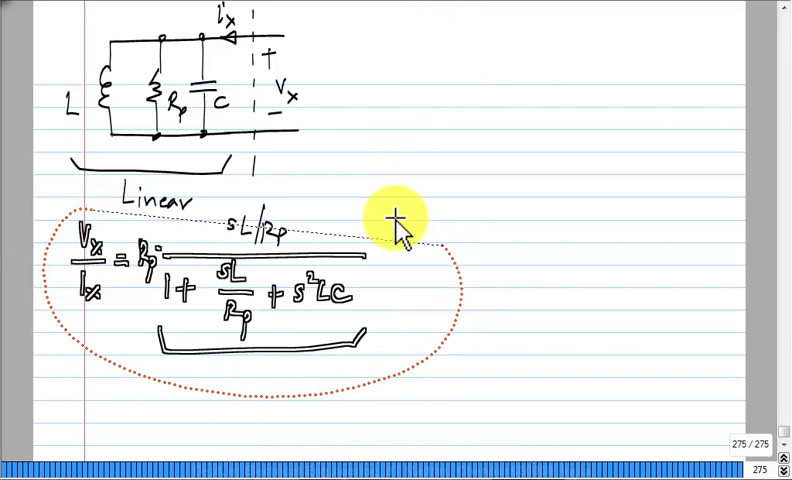 ix
+
L Rp C Vx
-
Linear
sL/Rp
Vx/Ix = Rp · 1 + sL/Rp + s²LC
275 / 275
275